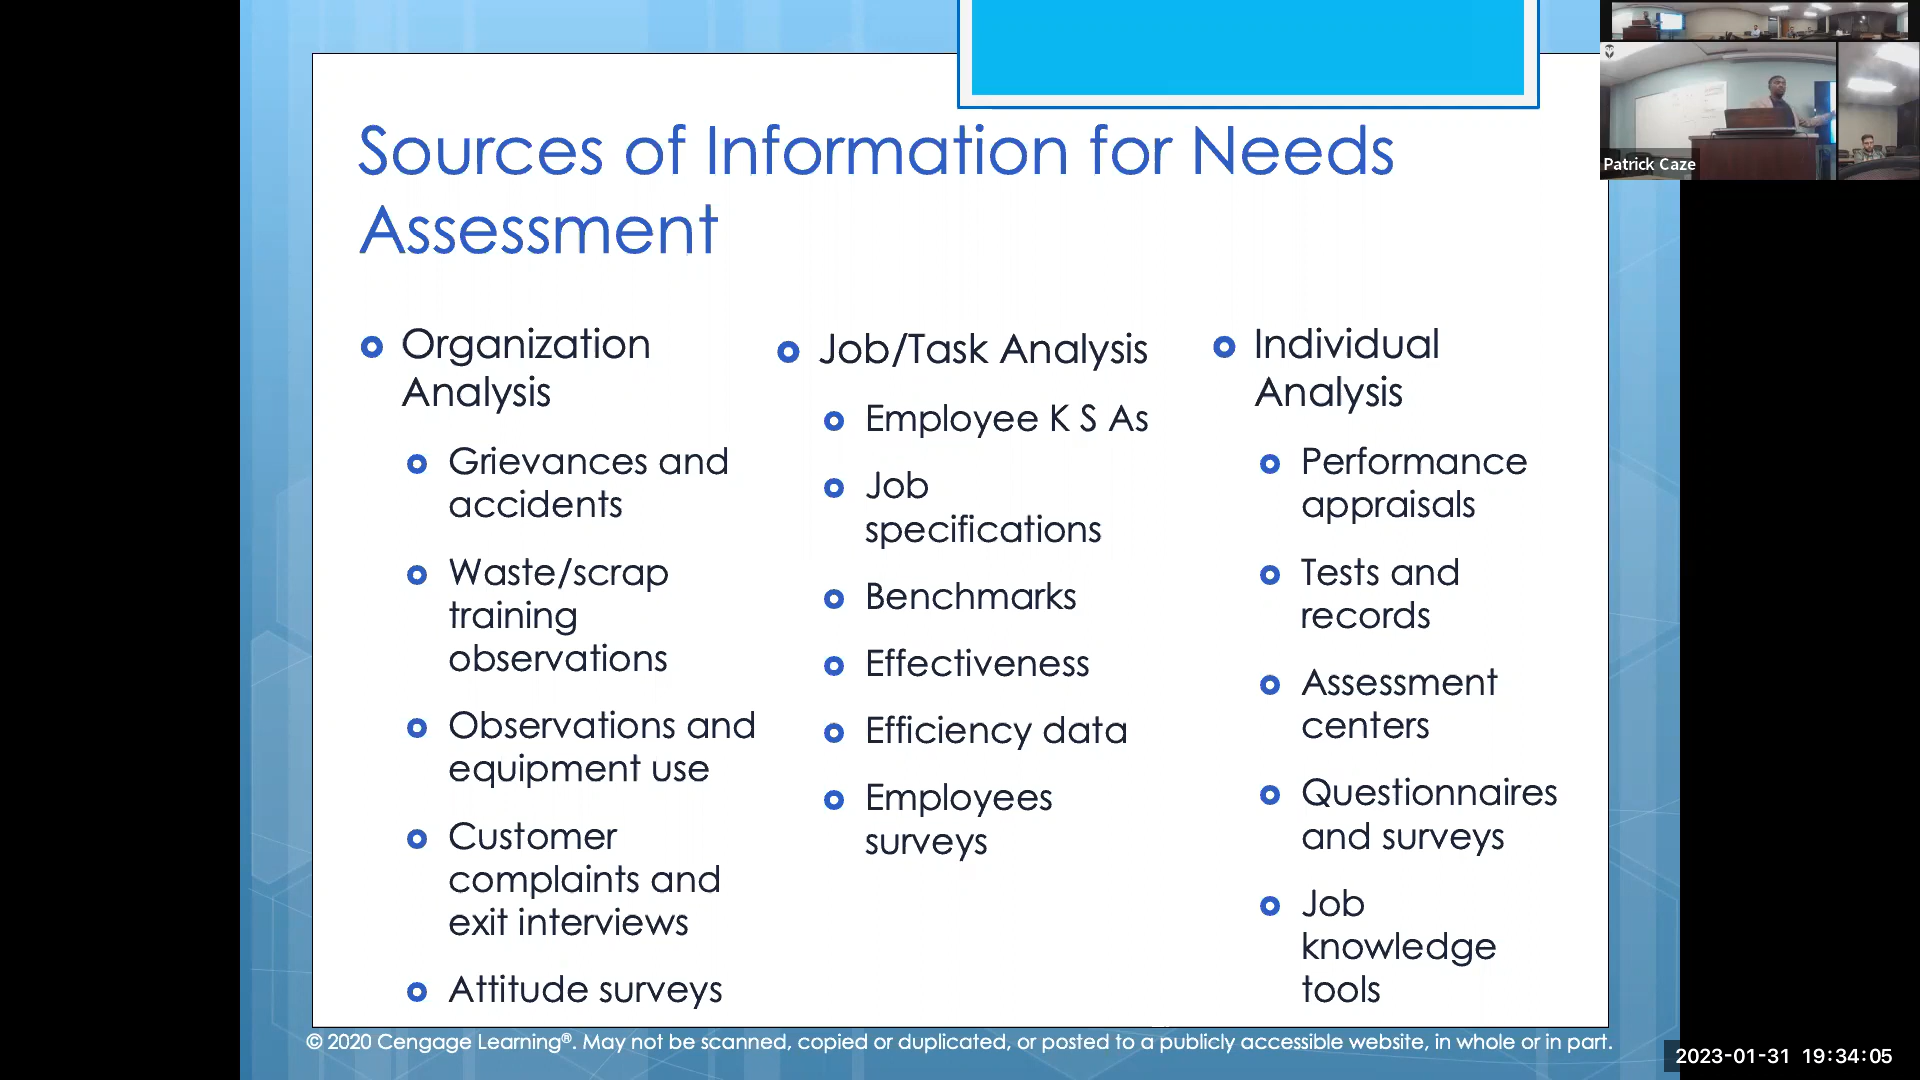 Sources of Information for Needs
Assessment
Organization
Analysis
Grievances and
accidents
Waste/scrap
training
observations
Observations and
equipment use
Customer
complaints and
exit interviews
Attitude surveys
Job/Task Analysis
Employee K S As
Job
specifications
Benchmarks
Effectiveness
Efficiency data
Employees
surveys
Individual
Analysis
Performance
appraisals
Tests and
records
Assessment
centers
Questionnaires
and surveys
Job
knowledge
tools
© 2020 Cengage Learning®. May not be scanned, copied or duplicated, or posted to a publicly accessible website, in whole or in part.
Patrick Caze
2023-01-31 19:34:05